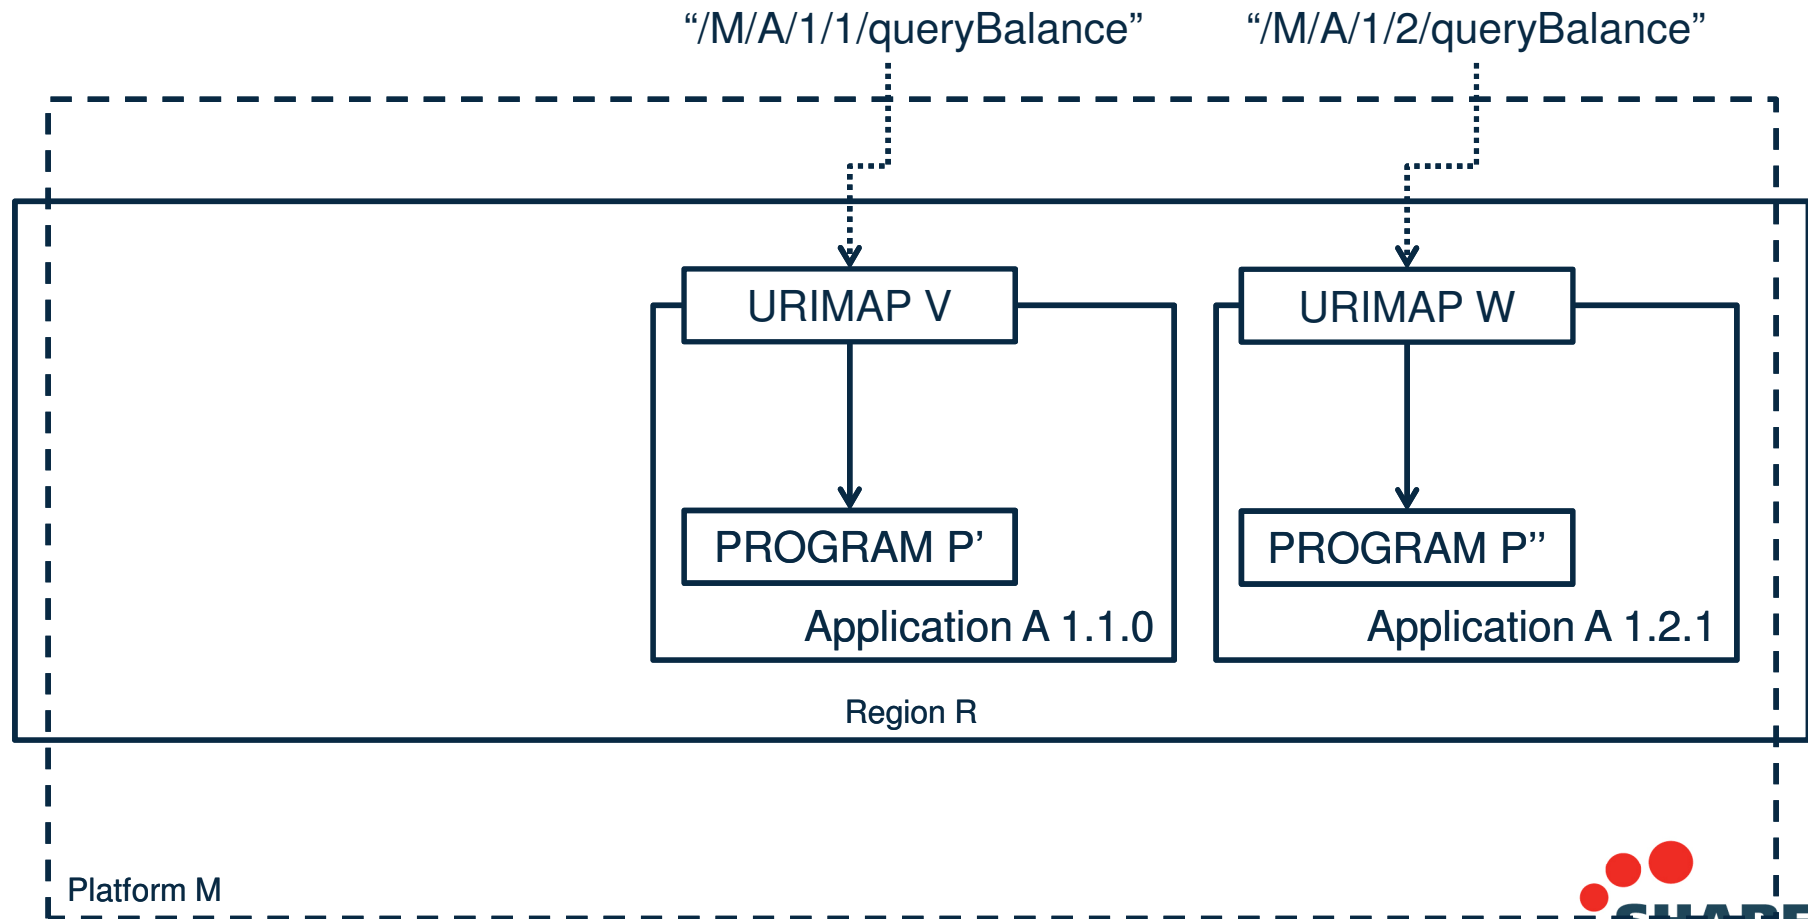 “/M/A/1/1/queryBalance” “/M/A/1/2/queryBalance”
URIMAP V URIMAP W
PROGRAM P' PROGRAM P''
Application A 1.1.0 Application A 1.2.1
Region R
Platform M
SHARE